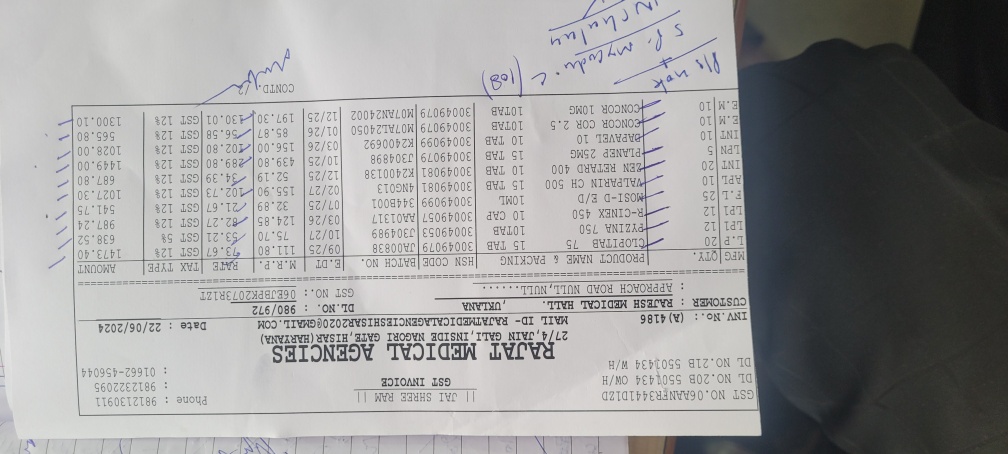 || JAI SHREE RAM ||
GST INVOICE
GST NO.06AANFR3441D1ZD
DL NO.20B 5501434 OW/H
DL NO.21B 5501434 W/H
Phone : 9812130911
: 9812322095
: 01662-456044
RAJAT MEDICAL AGENCIES
27/4, JAIN GALI, INSIDE NAGORI GATE, HISAR (HARYANA)
MAIL ID- RAJATMEDICALAGENCIESHISAR2020@GMAIL.COM
INV.No.: (A) 4186 Date : 22/06/2024
CUSTOMER : RAJESH MEDICAL HALL. ,UKLANA DL.NO.: 980/972
: APPROACH ROAD NULL,NULL....... GST NO.: 06EJBPK2073R1ZT
MFG QTY. PRODUCT NAME & PACKING HSN CODE BATCH NO. E.DT M.R.P. RATE TAX TYPE AMOUNT
L.P 20 CLOPITAB 75 15 TAB 30049079 JA00838 09/25 111.80 73.67 GST 12% 1473.40
LPI 12 PYZINA 750 10TAB 30049053 J304989 10/27 75.70 53.21 GST 5% 638.52
LPI 12 R-CINEX 450 10 CAP 30049057 AA01317 03/26 124.85 82.27 GST 12% 987.24
F.L 25 MOSI-D E/D 10ML 30049099 34B001 07/25 32.89 21.67 GST 12% 541.75
APL 10 VALPARIN CH 500 15 TAB 30049081 4NG013 02/27 155.90 102.73 GST 12% 1027.30
INT 20 ZEN RETARD 400 10 TAB 30049081 K2400138 12/25 52.19 34.39 GST 12% 687.80
LPN 5 PLANEP 25MG 15 TAB 30049079 J304898 10/25 439.80 289.80 GST 12% 1449.00
INT 10 PAPAVEL 10 10 TAB 30049099 K2400692 03/26 156.00 102.80 GST 12% 1028.00
E.M 10 CONCOR COR 2.5 10TAB 30049079 M07AL24050 01/26 85.87 56.58 GST 12% 565.80
E.M 10 CONCOR 10MG 10TAB 30049079 M07AN24002 12/25 197.30 130.01 GST 12% 1300.10
CONTD..2
(108)